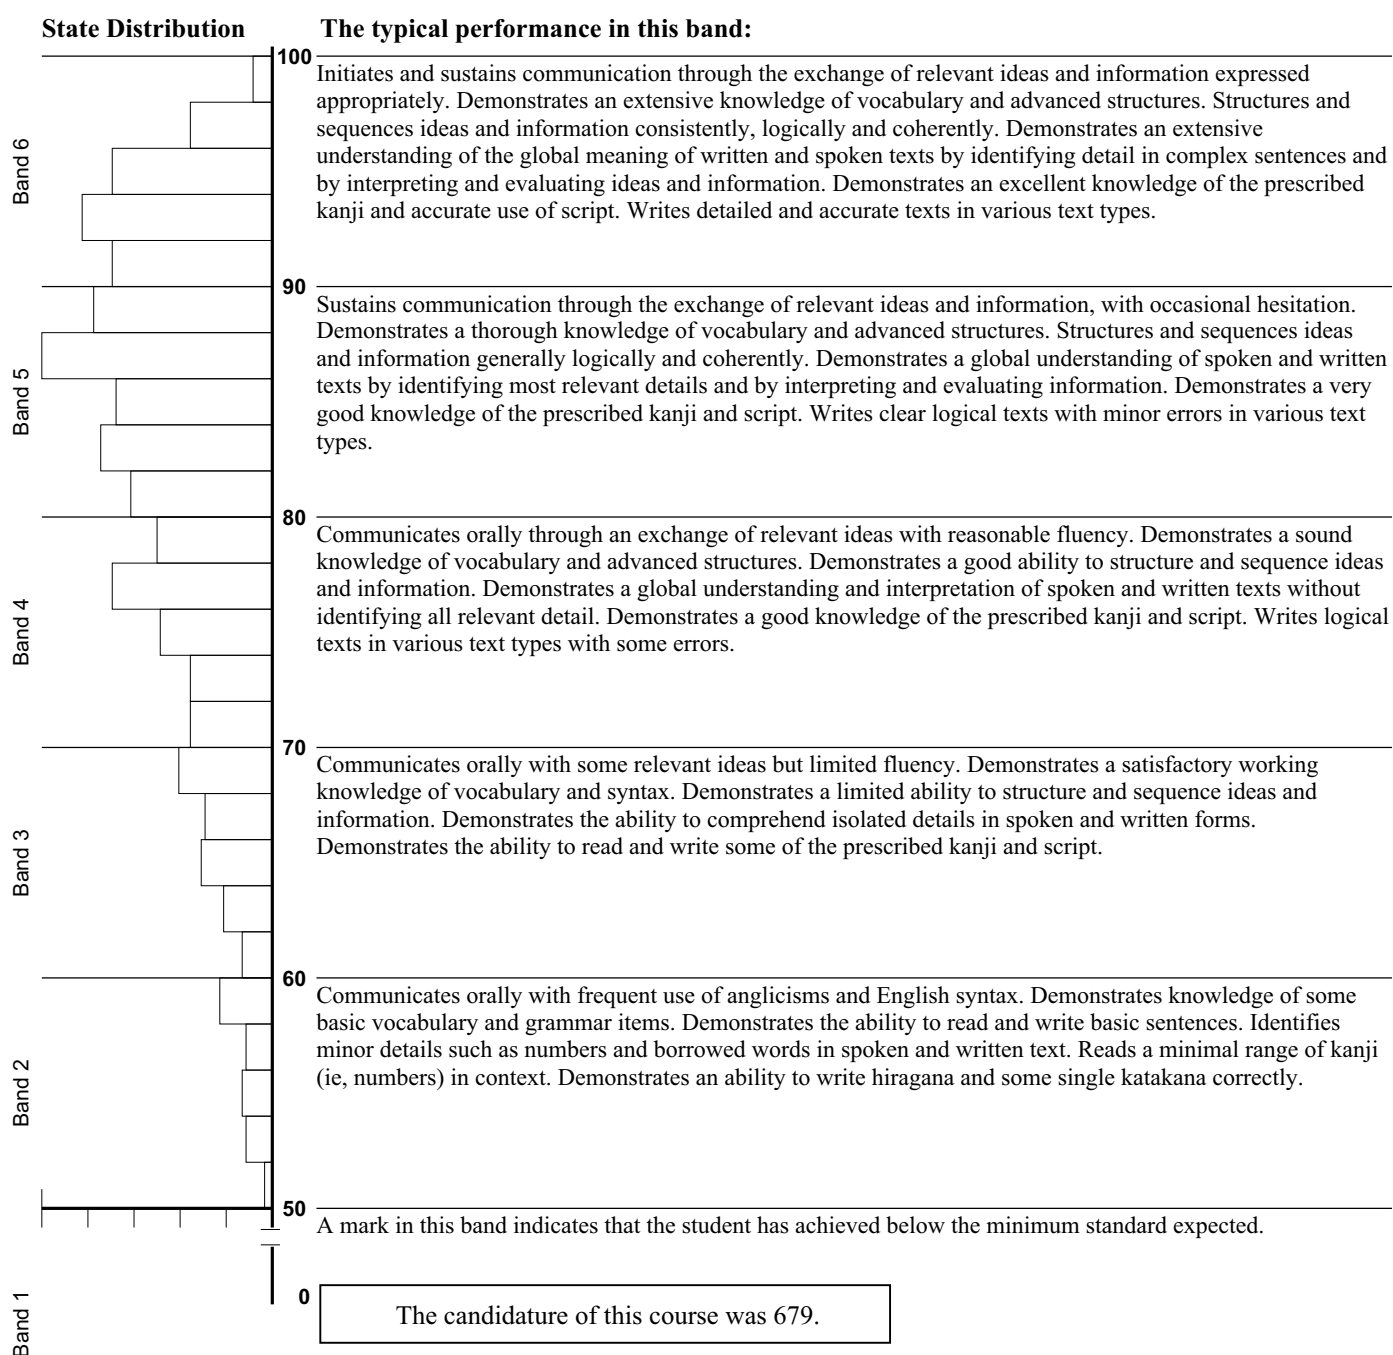 State Distribution
The typical performance in this band:
100
Band 6
Initiates and sustains communication through the exchange of relevant ideas and information expressed
appropriately. Demonstrates an extensive knowledge of vocabulary and advanced structures. Structures and
sequences ideas and information consistently, logically and coherently. Demonstrates an extensive
understanding of the global meaning of written and spoken texts by identifying detail in complex sentences and
by interpreting and evaluating ideas and information. Demonstrates an excellent knowledge of the prescribed
kanji and accurate use of script. Writes detailed and accurate texts in various text types.
90
Band 5
Sustains communication through the exchange of relevant ideas and information, with occasional hesitation.
Demonstrates a thorough knowledge of vocabulary and advanced structures. Structures and sequences ideas
and information generally logically and coherently. Demonstrates a global understanding of spoken and written
texts by identifying most relevant details and by interpreting and evaluating information. Demonstrates a very
good knowledge of the prescribed kanji and script. Writes clear logical texts with minor errors in various text
types.
80
Band 4
Communicates orally through an exchange of relevant ideas with reasonable fluency. Demonstrates a sound
knowledge of vocabulary and advanced structures. Demonstrates a good ability to structure and sequence ideas
and information. Demonstrates a global understanding and interpretation of spoken and written texts without
identifying all relevant detail. Demonstrates a good knowledge of the prescribed kanji and script. Writes logical
texts in various text types with some errors.
70
Band 3
Communicates orally with some relevant ideas but limited fluency. Demonstrates a satisfactory working
knowledge of vocabulary and syntax. Demonstrates a limited ability to structure and sequence ideas and
information. Demonstrates the ability to comprehend isolated details in spoken and written forms.
Demonstrates the ability to read and write some of the prescribed kanji and script.
60
Band 2
Communicates orally with frequent use of anglicisms and English syntax. Demonstrates knowledge of some
basic vocabulary and grammar items. Demonstrates the ability to read and write basic sentences. Identifies
minor details such as numbers and borrowed words in spoken and written text. Reads a minimal range of kanji
(ie, numbers) in context. Demonstrates an ability to write hiragana and some single katakana correctly.
50
A mark in this band indicates that the student has achieved below the minimum standard expected.
Band 1
0
The candidature of this course was 679.